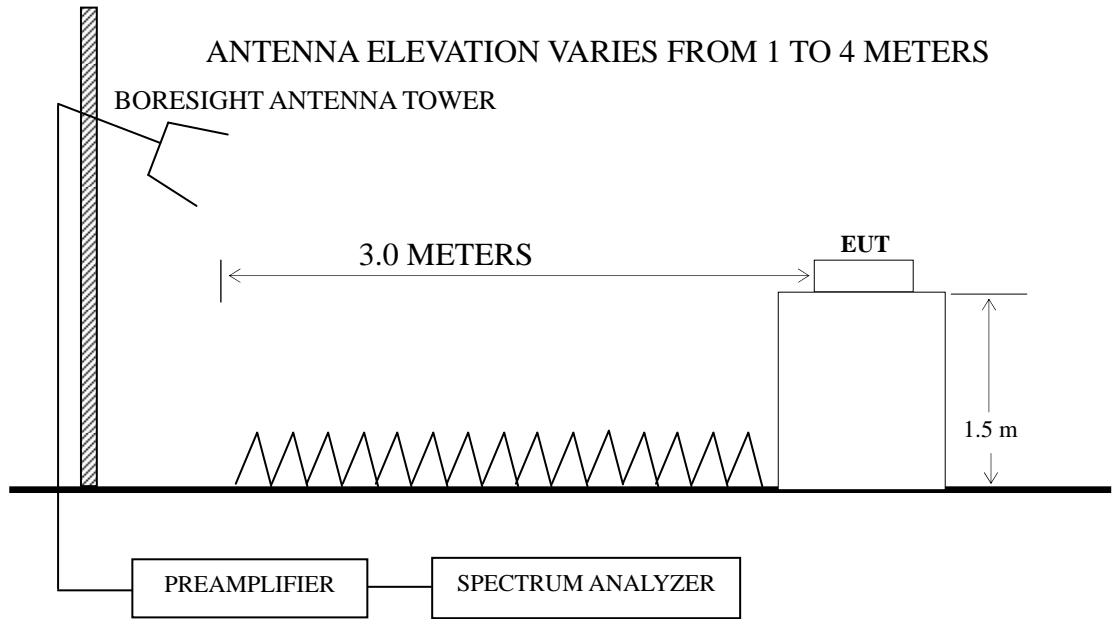 ANTENNA ELEVATION VARIES FROM 1 TO 4 METERS
BORESIGHT ANTENNA TOWER
EUT
3.0 METERS
1.5 m
PREAMPLIFIER
SPECTRUM ANALYZER